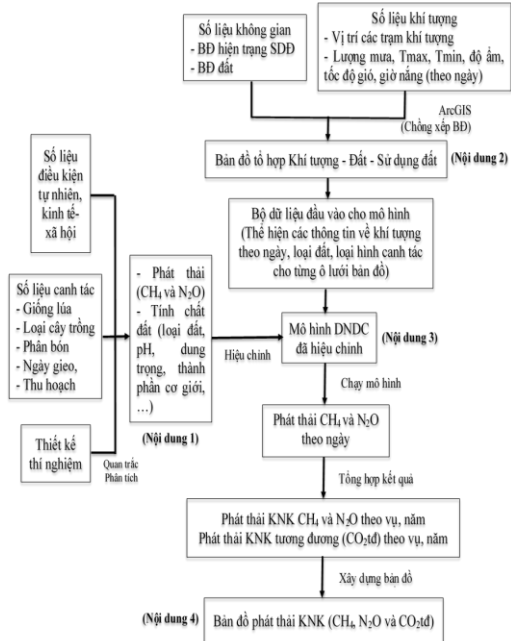 Số liệu không gian
- BĐ hiện trạng SDĐ
- BĐ đất
Số liệu khí tượng
- Vị trí các trạm khí tượng
- Lượng mưa, Tmax, Tmin, độ ẩm,
tốc độ gió, giờ nắng (theo ngày)
ArcGIS
(Chồng xếp BĐ)
Bản đồ tổ hợp Khí tượng - Đất - Sử dụng đất
(Nội dung 2)
Số liệu
điều kiện
tự nhiên,
kinh tế-
xã hội
Bộ dữ liệu đầu vào cho mô hình
(Thể hiện các thông tin về khí tượng
theo ngày, loại đất, loại hình canh tác
cho từng ô lưới bản đồ)
Số liệu canh tác
- Giống lúa
- Loại cây trồng
- Phân bón
- Ngày gieo,
- Thu hoạch
- Phát thải
(CH₄ và N₂O)
- Tính chất
đất (loại đất,
pH, dung
trọng, thành
phần cơ giới,
…)
(Nội dung 1)
Hiệu chỉnh
Mô hình DNDC
đã hiệu chỉnh
(Nội dung 3)
Chạy mô hình
Thiết kế
thí nghiệm
Quan trắc
Phân tích
Phát thải CH₄ và N₂O
theo ngày
Tổng hợp kết quả
Phát thải KNK CH₄ và N₂O theo vụ, năm
Phát thải KNK tương đương (CO₂tđ) theo vụ, năm
Xây dựng bản đồ
(Nội dung 4)
Bản đồ phát thải KNK (CH₄, N₂O và CO₂tđ)